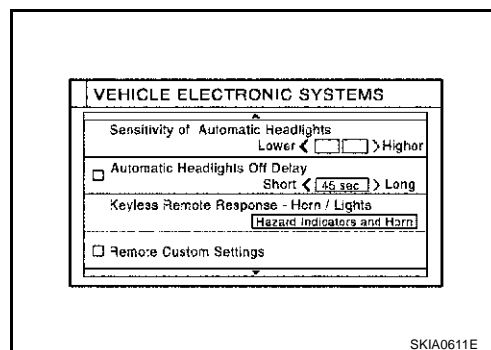 VEHICLE ELECTRONIC SYSTEMS
Sensitivity of Automatic Headlights
Lower Higher
Automatic Headlights Off Delay
Short 45 sec Long
Keyless Remote Response - Horn / Lights
Hazard Indicators and Horn
Remote Custom Settings
SKIA0611E